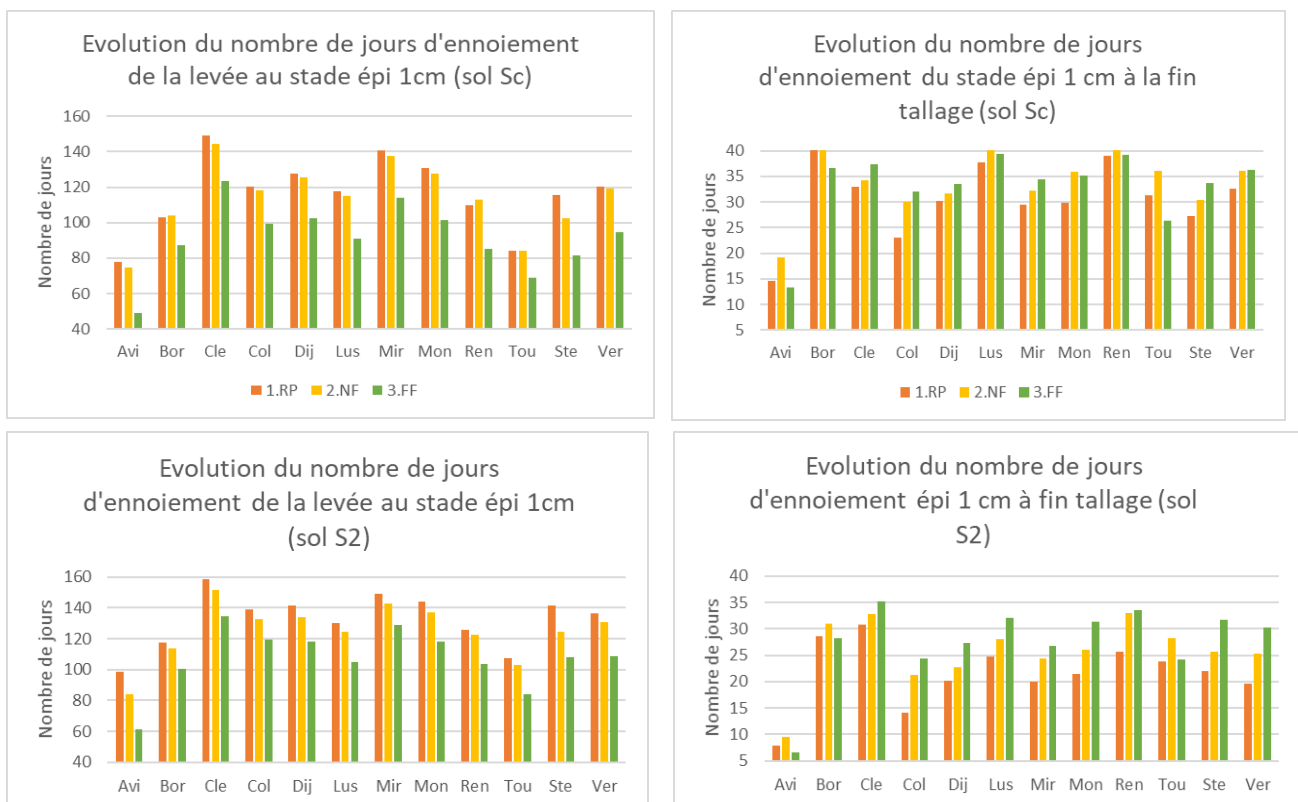 Evolution du nombre de jours d'ennoiement
de la levée au stade épi 1cm (sol Sc)
Nombre de jours
160
140
120
100
80
60
40
Avi Bor Cle Col Dij Lus Mir Mon Ren Tou Ste Ver
1.RP 2.NF 3.FF
Evolution du nombre de jours
d'ennoiement du stade épi 1 cm à la fin
tallage (sol Sc)
Nombre de jours
40
35
30
25
20
15
10
5
Avi Bor Cle Col Dij Lus Mir Mon Ren Tou Ste Ver
1.RP 2.NF 3.FF
Evolution du nombre de jours
d'ennoiement de la levée au stade épi 1cm
(sol S2)
Nombre de jours
160
140
120
100
80
60
40
Avi Bor Cle Col Dij Lus Mir Mon Ren Tou Ste Ver
Evolution du nombre de jours
d'ennoiement épi 1 cm à fin tallage (sol
S2)
Nombre de jours
40
35
30
25
20
15
10
5
Avi Bor Cle Col Dij Lus Mir Mon Ren Tou Ste Ver